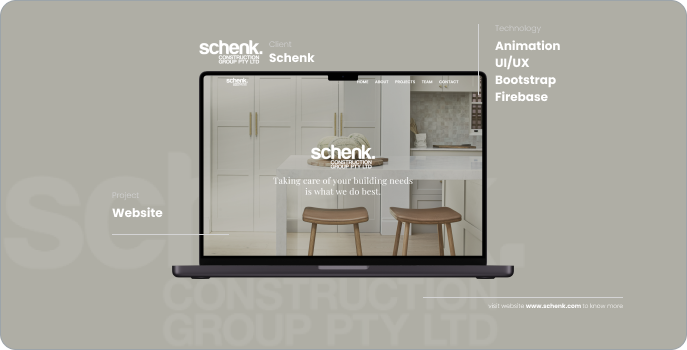 schenk.
CONSTRUCTION
GROUP PTY LTD
Client
Schenk
Technology
Animation
UI/UX
Bootstrap
Firebase
schenk.
HOME ABOUT PROJECTS TEAM CONTACT
schenk.
CONSTRUCTION
GROUP PTY LTD
Taking care of your building needs
is what we do best.
Project
Website
schenk.
CONSTRUCTION
GROUP PTY LTD
visit website www.schenk.com to know more